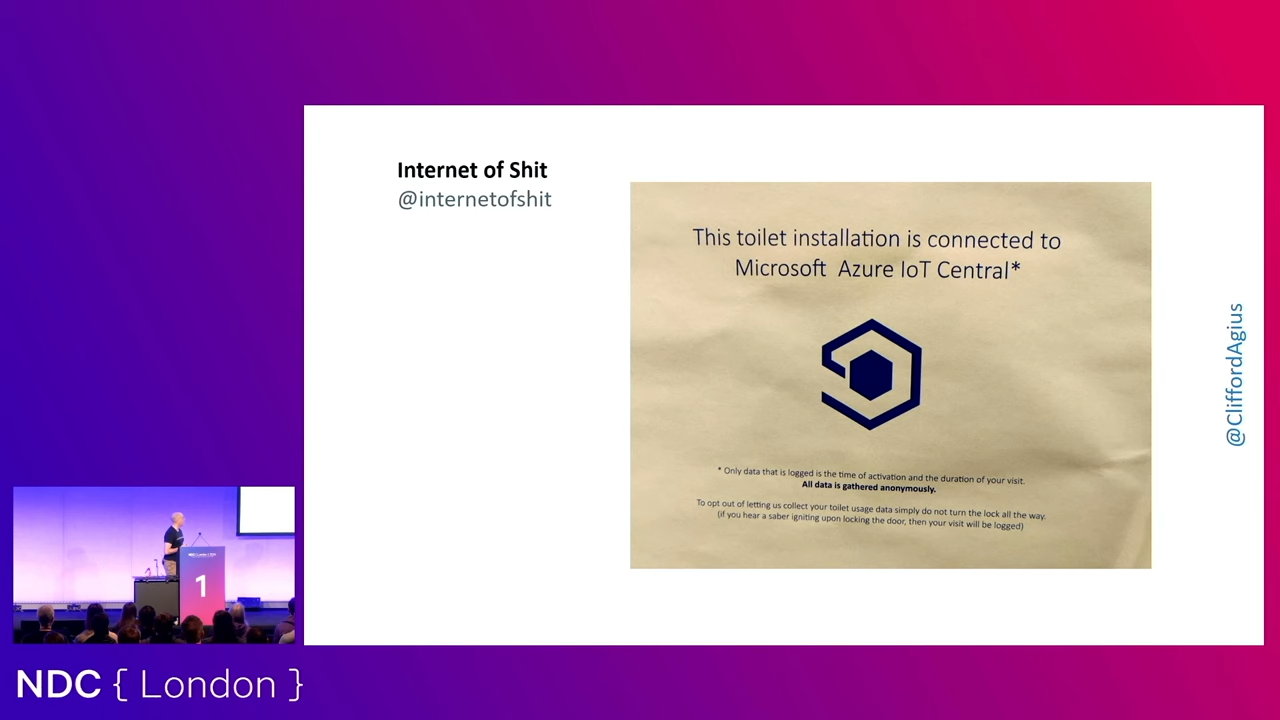 Internet of Shit
@internetofshit
This toilet installation is connected to
Microsoft Azure IoT Central*
* Only data that is logged is the time of activation and the duration of your visit.
All data is gathered anonymously.
To opt out of letting us collect your toilet usage data simply do not turn the lock all the way.
(if you hear a saber igniting upon locking the door, then your visit will be logged)
@CliffordAgius
1
NDC { London }